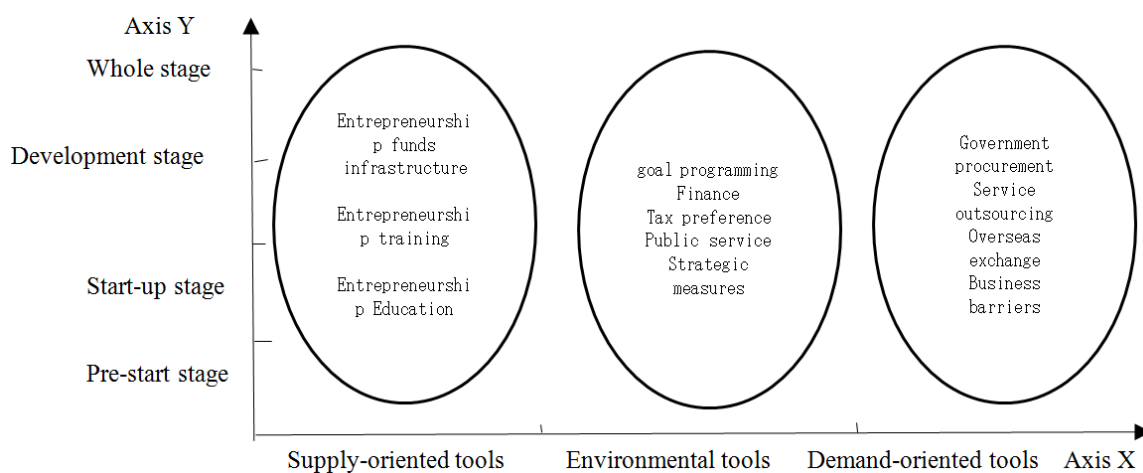 Axis Y
Whole stage
Development stage
Start-up stage
Pre-start stage
Entrepreneurshi
p funds
infrastructure
Entrepreneurshi
p training
Entrepreneurshi
p Education
goal programming
Finance
Tax preference
Public service
Strategic
measures
Government
procurement
Service
outsourcing
Overseas
exchange
Business
barriers
Supply-oriented tools
Environmental tools
Demand-oriented tools
Axis X